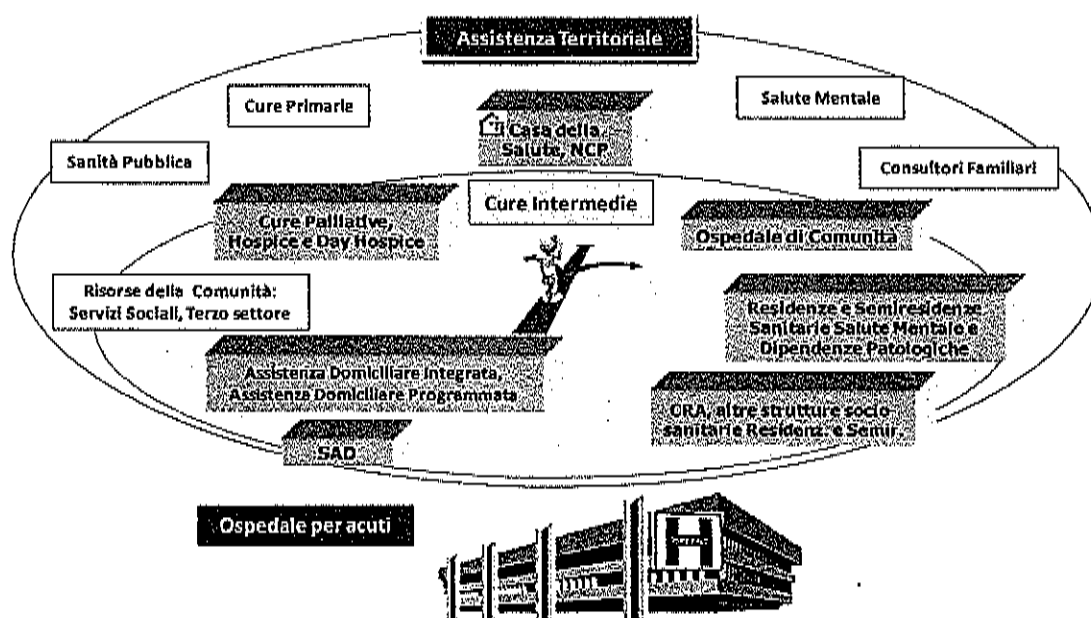 Assistenza Territoriale
Cure Primarie
Salute Mentale
Casa della
Salute, NCP
Sanità Pubblica
Consultori Familiari
Cure Intermedie
Cure Palliative,
Hospice e Day Hospice
Ospedale di Comunità
Risorse della Comunità:
Servizi Sociali, Terzo settore
Residenze e Semiresidenze
Sanitarie Salute Mentale e
Dipendenze Patologiche
Assistenza Domiciliare Integrata,
Assistenza Domiciliare Programmata
CRA, altre strutture socio-
sanitarie Residenz. e Semir.
SAD
Ospedale per acuti
H